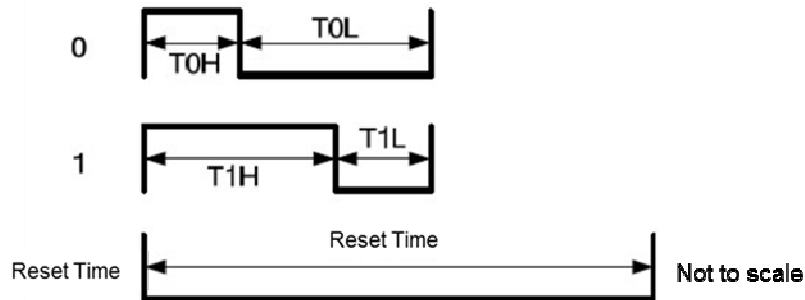 0
T0H
T0L
1
T1H
T1L
Reset Time
Reset Time
Not to scale